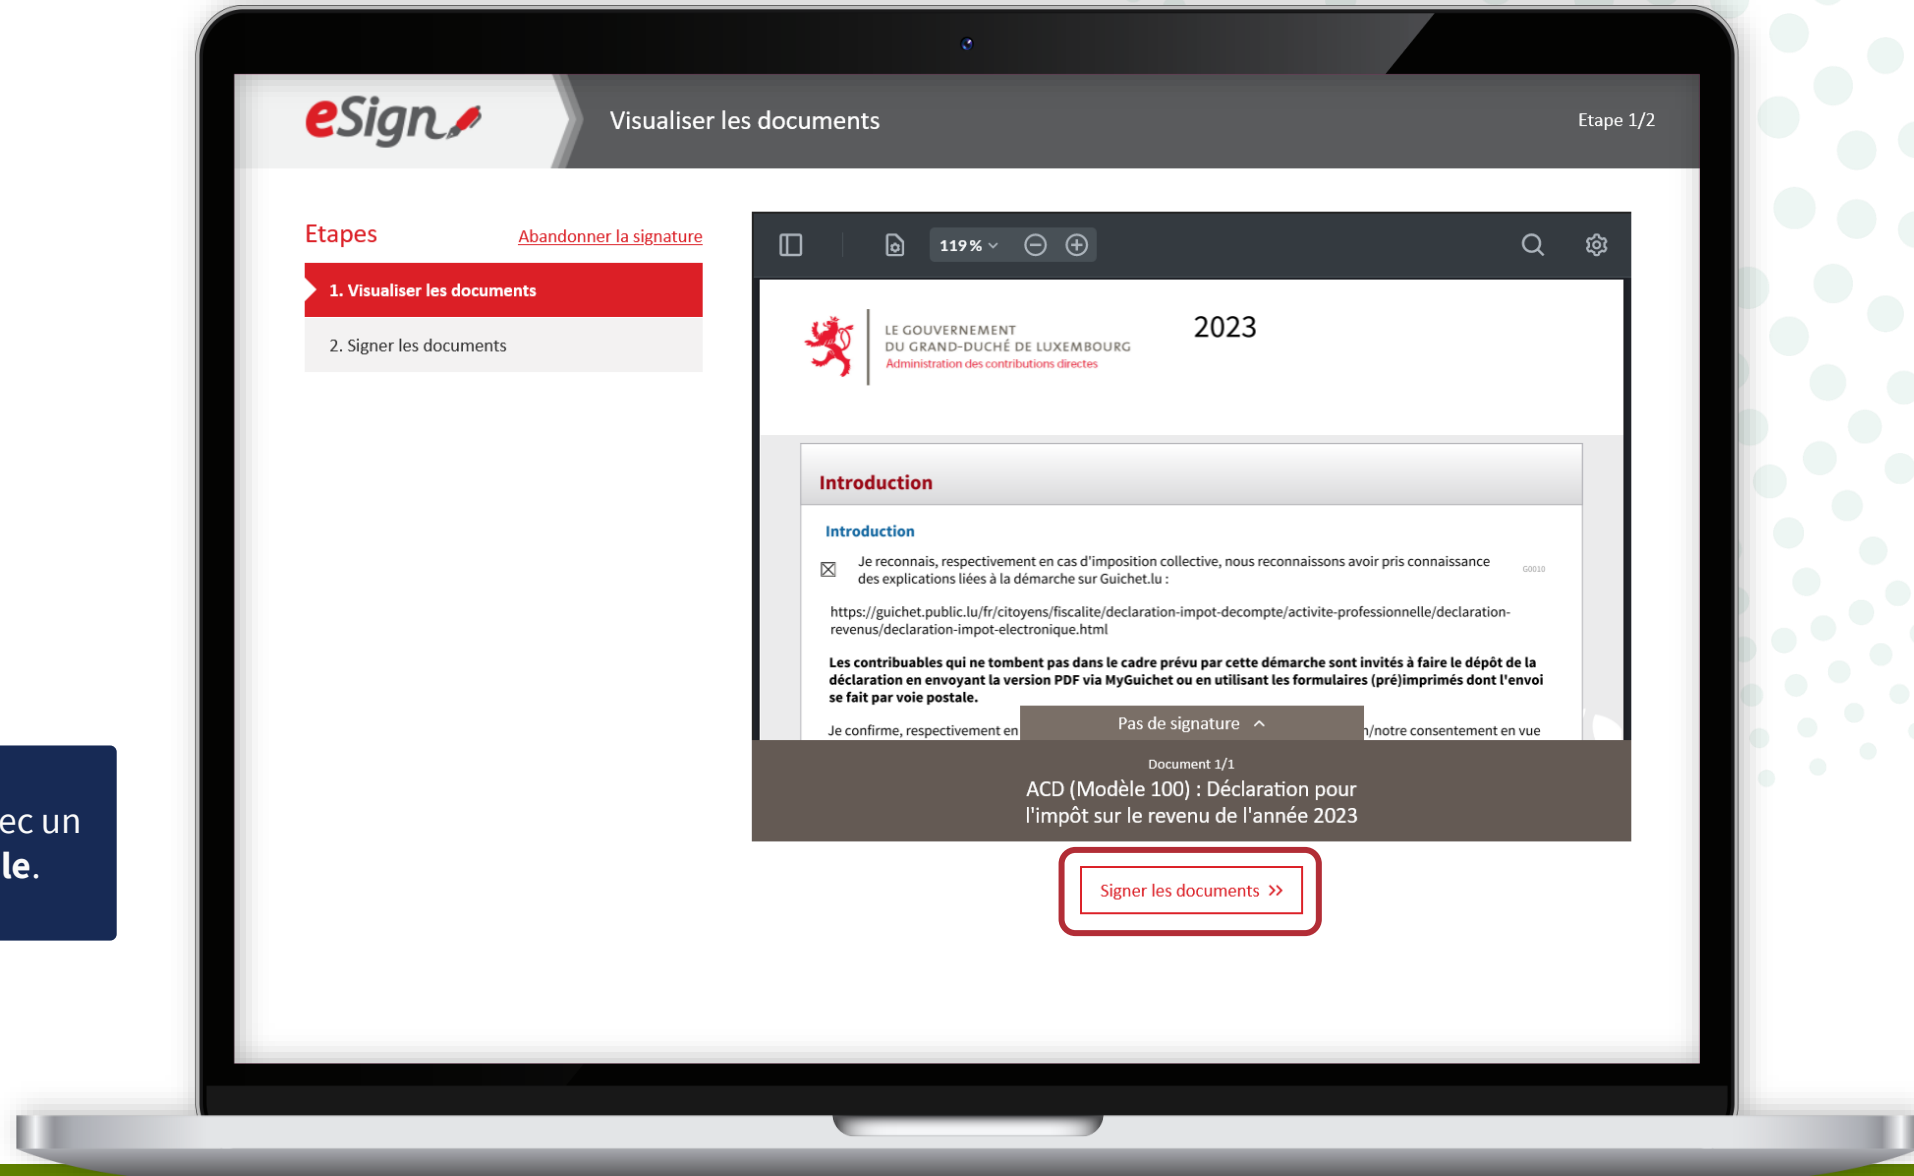 eSign
Visualiser les documents
Etape 1/2
Etapes
Abandonner la signature
1. Visualiser les documents
2. Signer les documents
119 %
LE GOUVERNEMENT
DU GRAND-DUCHÉ DE LUXEMBOURG
Administration des contributions directes
2023
Introduction
Introduction
Je reconnais, respectivement en cas d'imposition collective, nous reconnaissons avoir pris connaissance
des explications liées à la démarche sur Guichet.lu :
G0010
https://guichet.public.lu/fr/citoyens/fiscalite/declaration-impot-decompte/activite-professionnelle/declaration-
revenus/declaration-impot-electronique.html
Les contribuables qui ne tombent pas dans le cadre prévu par cette démarche sont invités à faire le dépôt de la
déclaration en envoyant la version PDF via MyGuichet ou en utilisant les formulaires (pré)imprimés dont l'envoi
se fait par voie postale.
Je confirme, respectivement en
/notre consentement en vue
Pas de signature
Document 1/1
ACD (Modèle 100) : Déclaration pour
l'impôt sur le revenu de l'année 2023
Signer les documents >>
ec un
le.